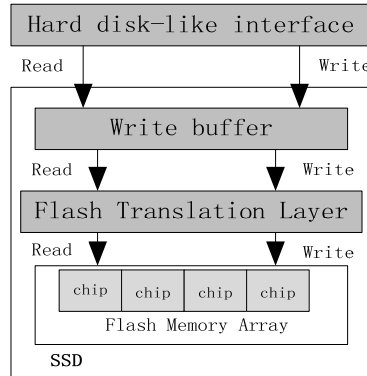 Hard disk-like interface
Read Write
Write buffer
Read Write
Flash Translation Layer
Read Write
chip chip chip chip
Flash Memory Array
SSD